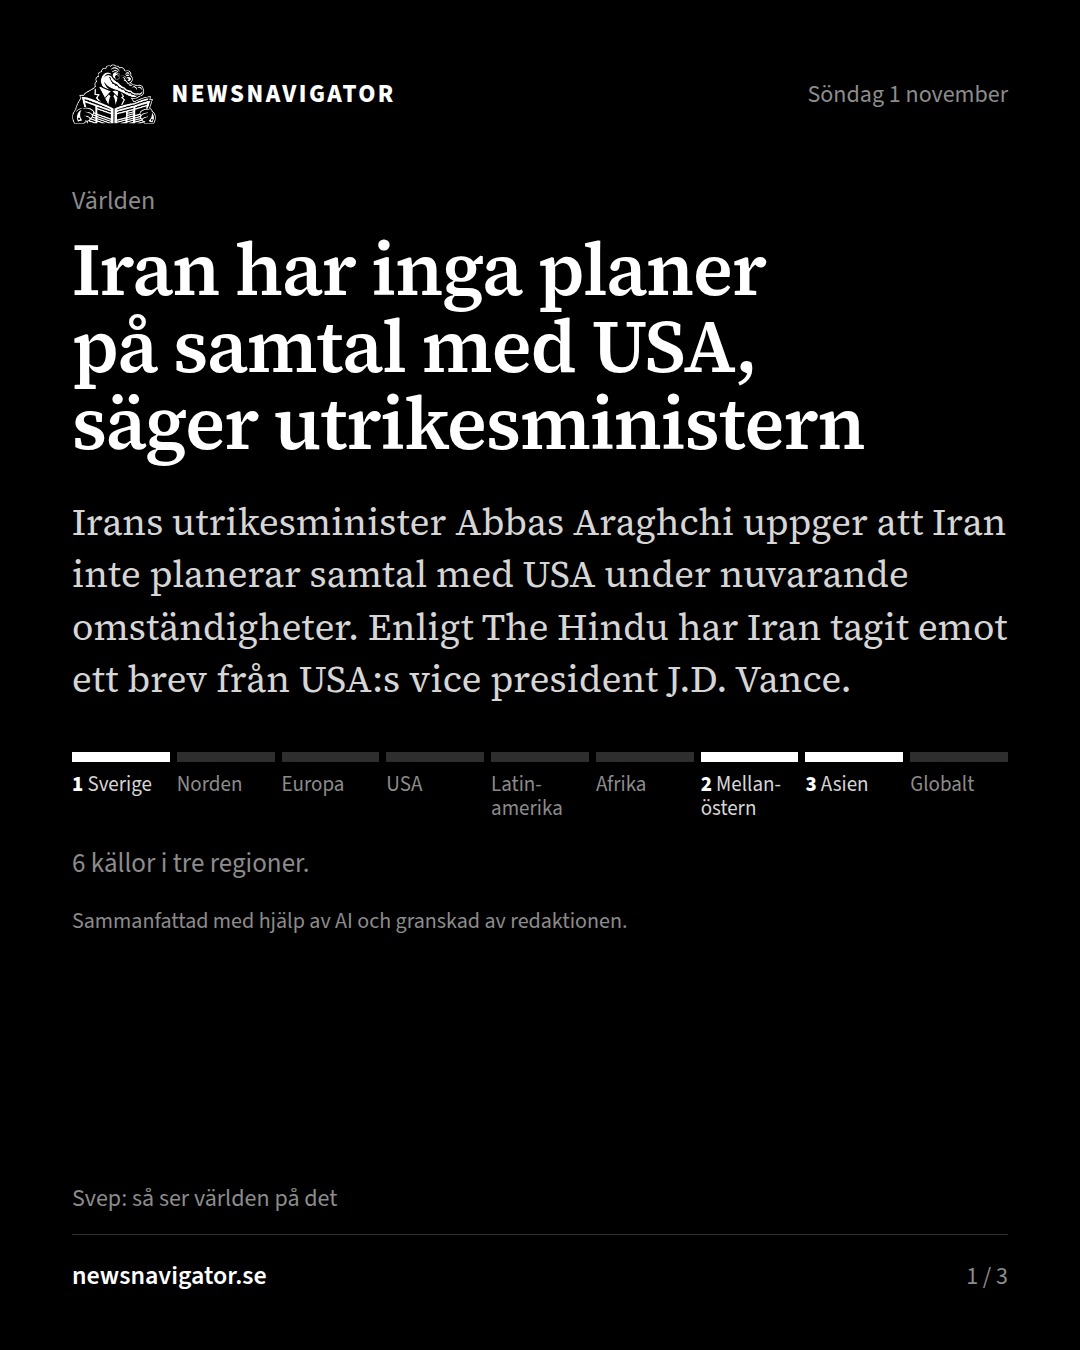 NEWSNAVIGATOR
Söndag 1 november
Världen
Iran har inga planer
på samtal med USA,
säger utrikesministern
Irans utrikesminister Abbas Araghchi uppger att Iran
inte planerar samtal med USA under nuvarande
omständigheter. Enligt The Hindu har Iran tagit emot
ett brev från USA:s vice president J.D. Vance.
1 Sverige
Norden
Europa
USA
Latin-
amerika
Afrika
2 Mellan-
östern
3 Asien
Globalt
6 källor i tre regioner.
Sammanfattad med hjälp av AI och granskad av redaktionen.
Svep: så ser världen på det
newsnavigator.se
1 / 3